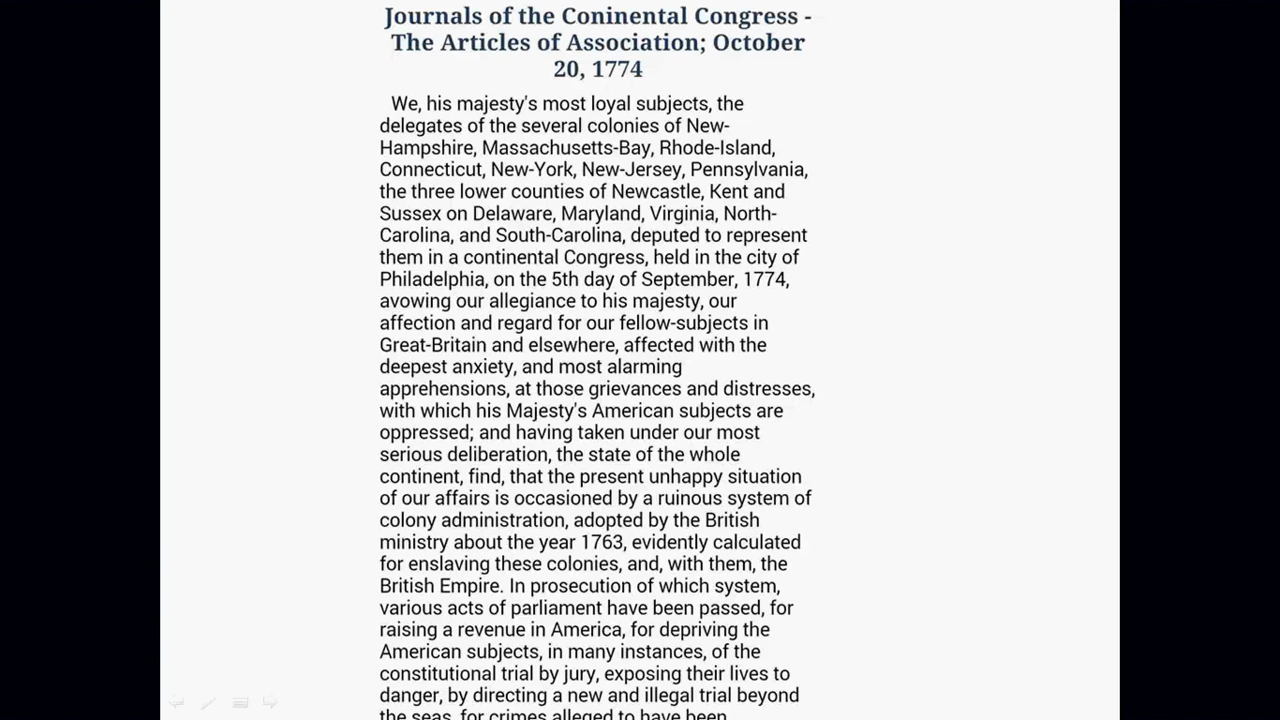 Journals of the Coninental Congress -
The Articles of Association; October
20, 1774
We, his majesty's most loyal subjects, the
delegates of the several colonies of New-
Hampshire, Massachusetts-Bay, Rhode-Island,
Connecticut, New-York, New-Jersey, Pennsylvania,
the three lower counties of Newcastle, Kent and
Sussex on Delaware, Maryland, Virginia, North-
Carolina, and South-Carolina, deputed to represent
them in a continental Congress, held in the city of
Philadelphia, on the 5th day of September, 1774,
avowing our allegiance to his majesty, our
affection and regard for our fellow-subjects in
Great-Britain and elsewhere, affected with the
deepest anxiety, and most alarming
apprehensions, at those grievances and distresses,
with which his Majesty's American subjects are
oppressed; and having taken under our most
serious deliberation, the state of the whole
continent, find, that the present unhappy situation
of our affairs is occasioned by a ruinous system of
colony administration, adopted by the British
ministry about the year 1763, evidently calculated
for enslaving these colonies, and, with them, the
British Empire. In prosecution of which system,
various acts of parliament have been passed, for
raising a revenue in America, for depriving the
American subjects, in many instances, of the
constitutional trial by jury, exposing their lives to
danger, by directing a new and illegal trial beyond
the seas, for crimes alleged to have been